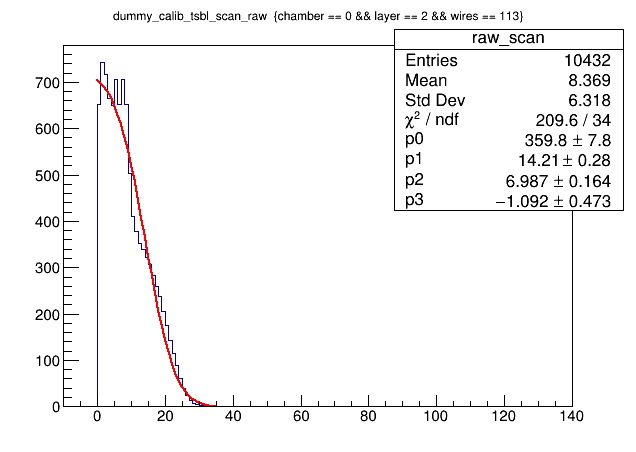 dummy_calib_tsbl_scan_raw {chamber == 0 && layer == 2 && wires == 113}
raw_scan
Entries 10432
Mean 8.369
Std Dev 6.318
χ² / ndf 209.6 / 34
p0 359.8 ± 7.8
p1 14.21 ± 0.28
p2 6.987 ± 0.164
p3 −1.092 ± 0.473
700
600
500
400
300
200
100
0
0 20 40 60 80 100 120 140